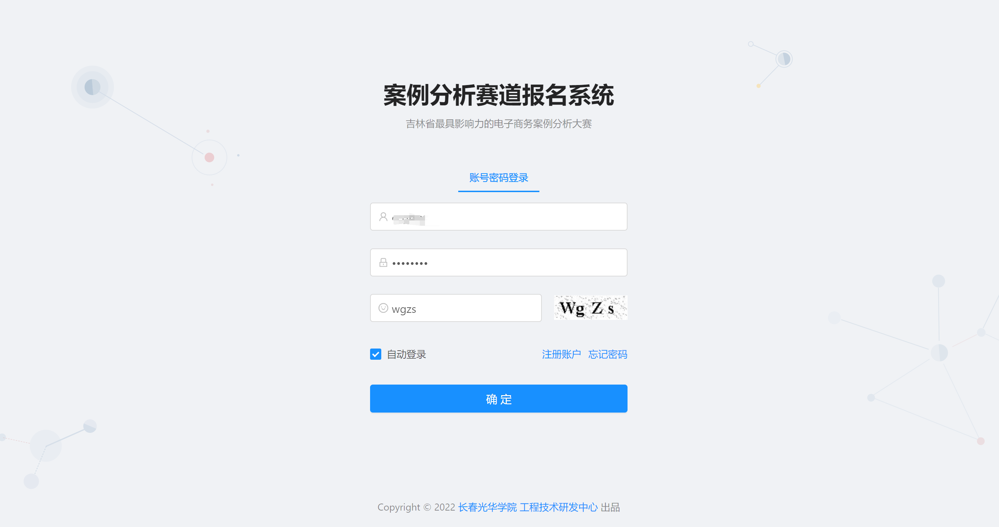 案例分析赛道报名系统
吉林省最具影响力的电子商务案例分析大赛
账号密码登录
••••••••
wgzs
WgZs
自动登录
注册账户 忘记密码
确 定
Copyright © 2022 长春光华学院 工程技术研发中心 出品